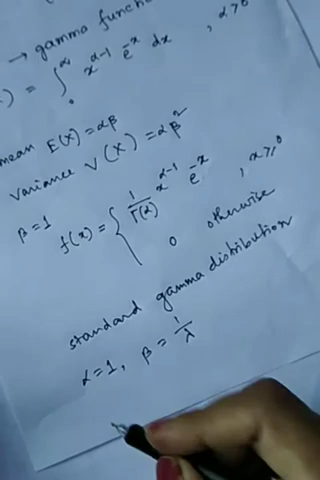 → gamma function
) = ∫₀^∞ x^(α-1) e^(-x) dx , α>0
mean E(X) = αβ
variance V(X) = αβ²
β=1
f(x) = { 1/Γ(α) x^(α-1) e^(-x) , x≥0
0 otherwise
standard gamma distribution
α=1, β = 1/λ